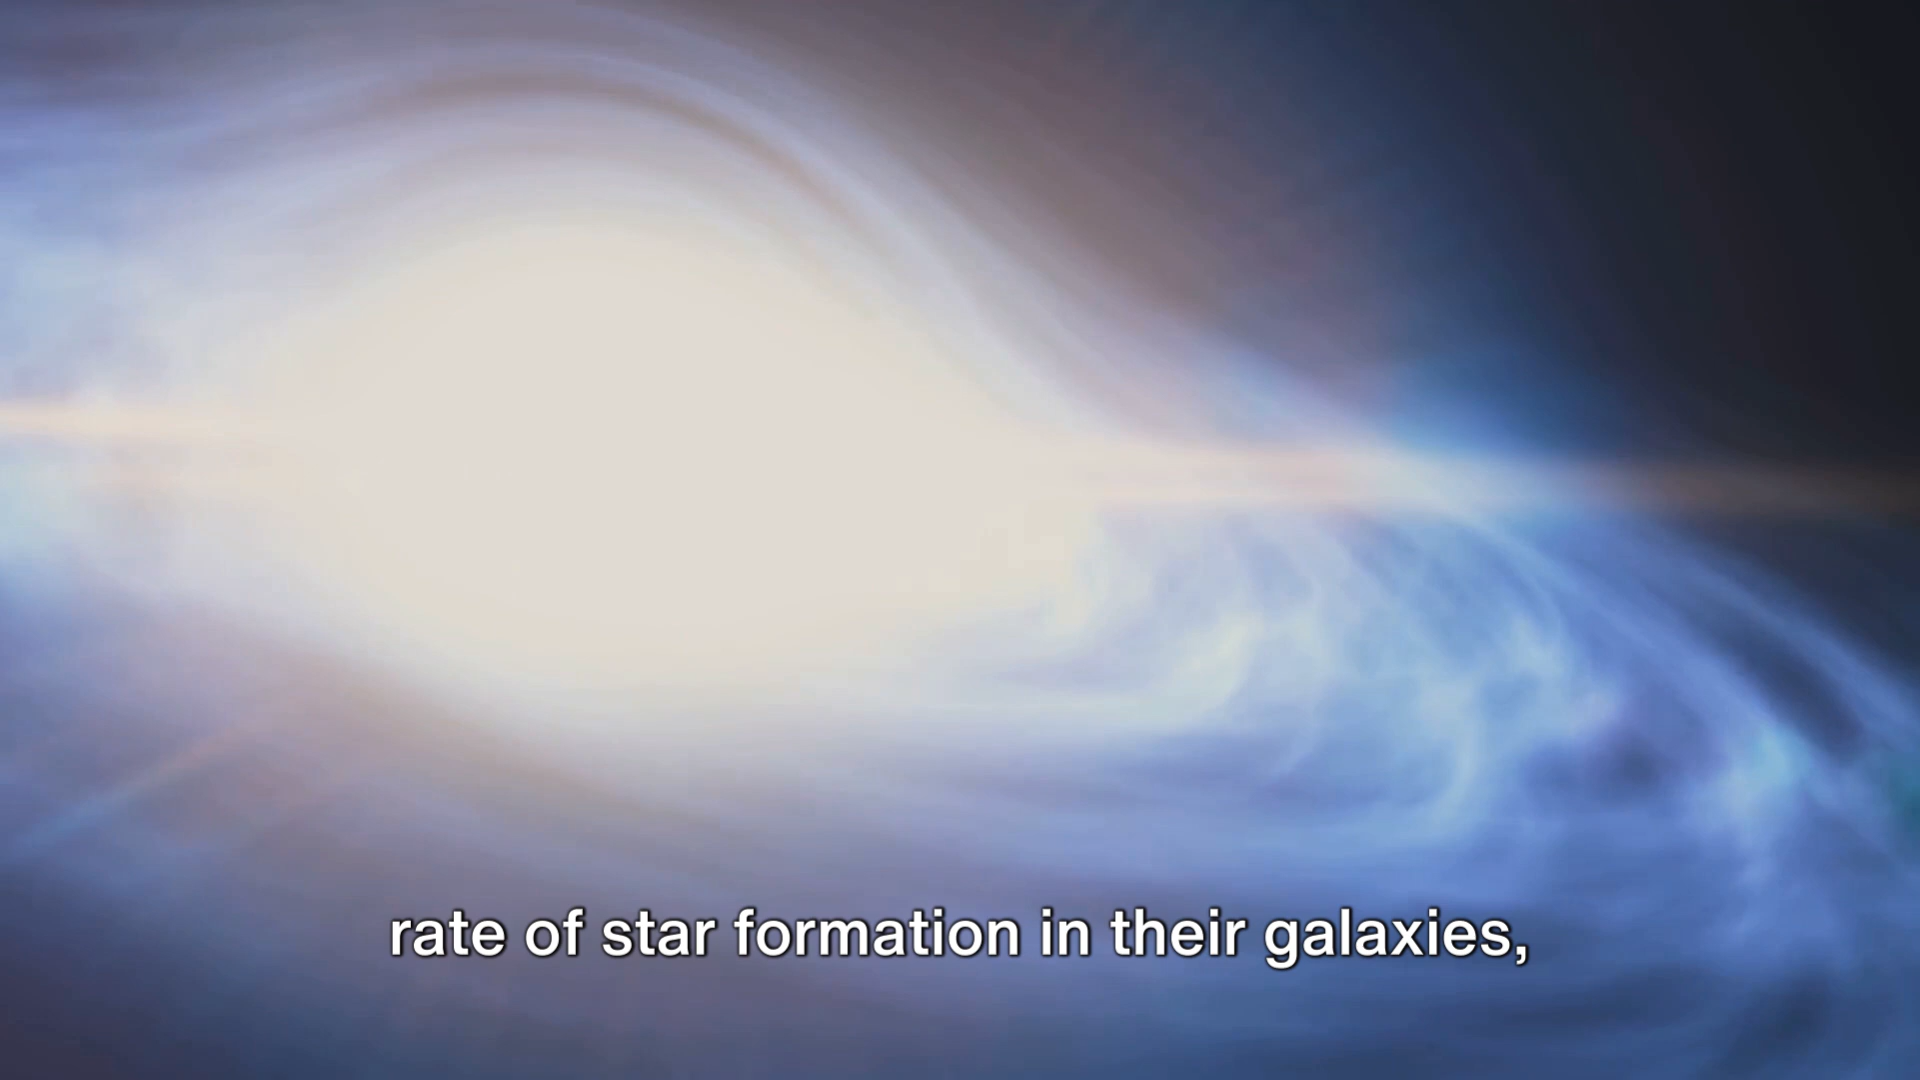 rate of star formation in their galaxies,